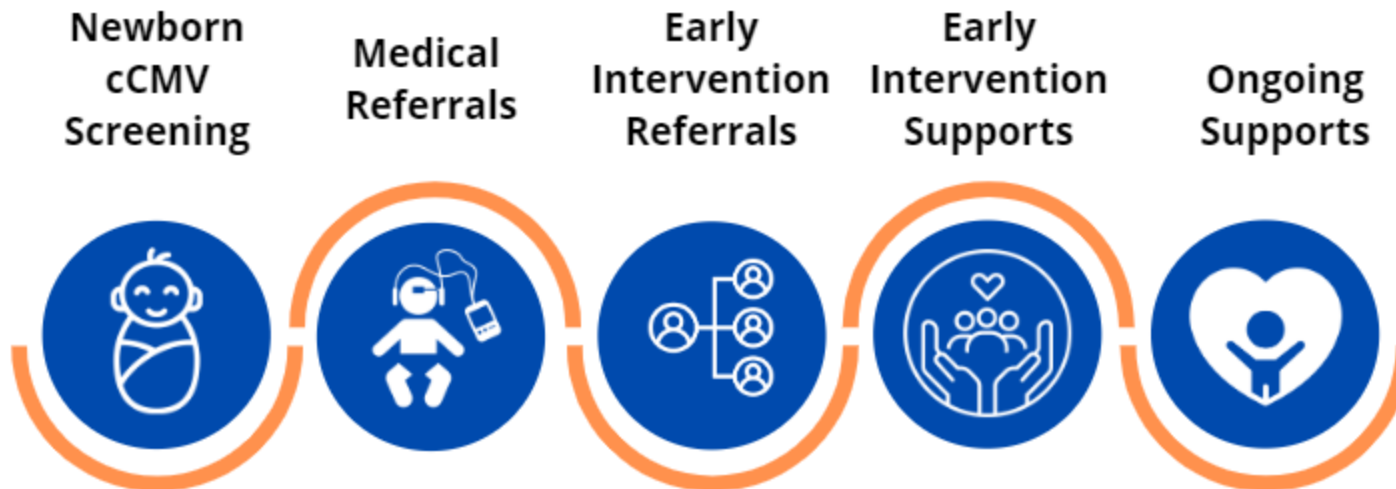 Newborn
cCMV
Screening
Medical
Referrals
Early
Intervention
Referrals
Early
Intervention
Supports
Ongoing
Supports